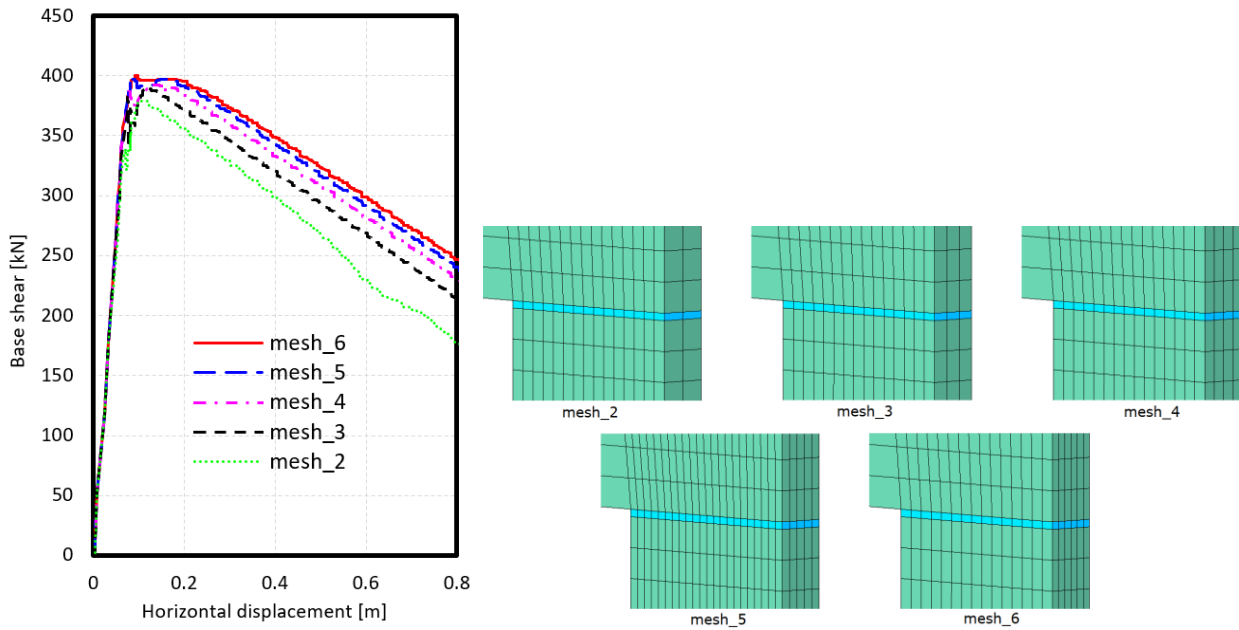 450
400
350
300
250
200
150
100
50
0
Base shear [kN]
mesh_6
mesh_5
mesh_4
mesh_3
mesh_2
0 0.2 0.4 0.6 0.8
Horizontal displacement [m]
mesh_2 mesh_3 mesh_4
mesh_5 mesh_6